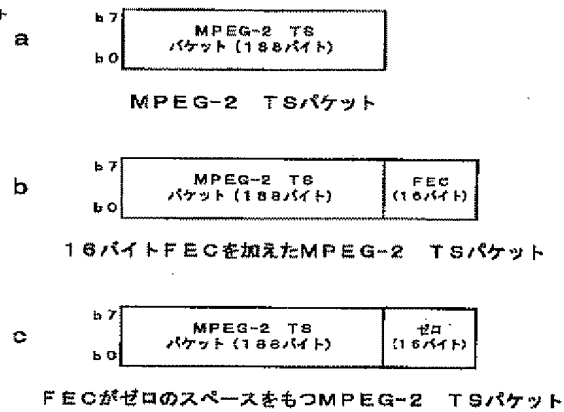 a
b7
MPEG-2 TS
パケット(188バイト)
b0
MPEG-2 TSパケット
b
b7
MPEG-2 TS
パケット(188バイト)
FEC
(16バイト)
b0
16バイトFECを加えたMPEG-2 TSパケット
c
b7
MPEG-2 TS
パケット(188バイト)
ゼロ
(16バイト)
b0
FECがゼロのスペースをもつMPEG-2 TSパケット